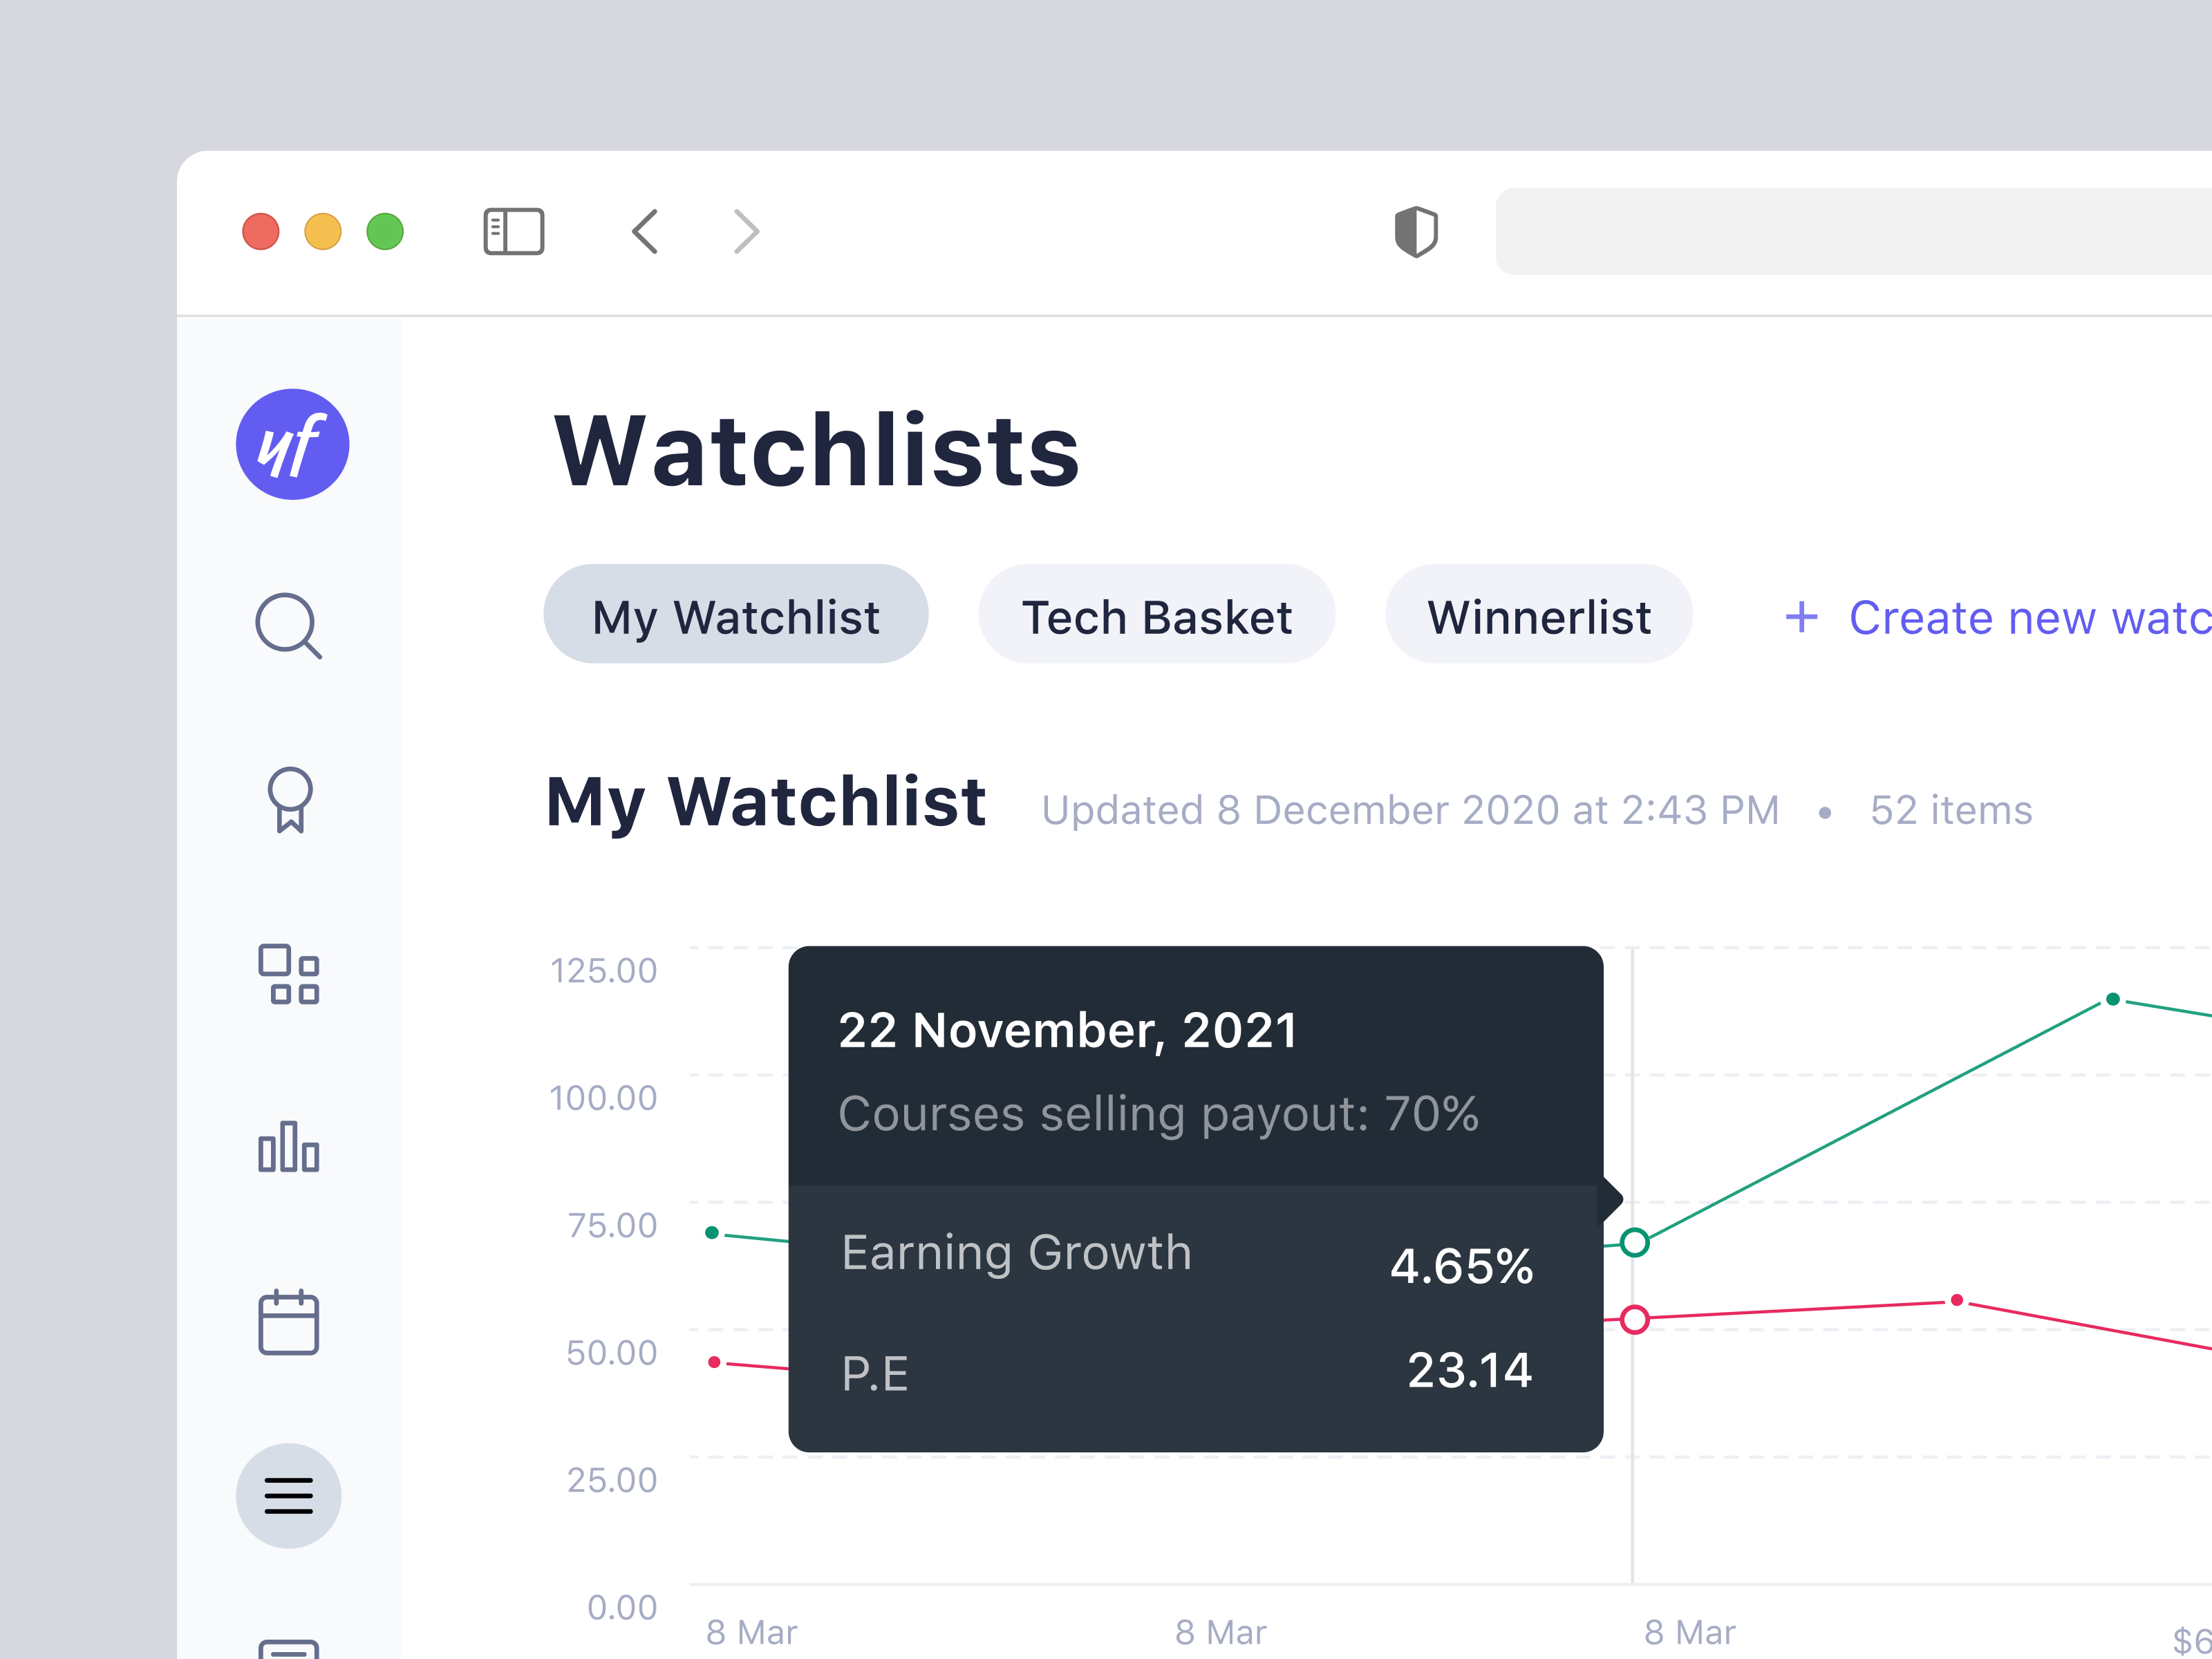 yf
Watchlists
My Watchlist
Tech Basket
Winnerlist
+ Create new
My Watchlist
Updated 8 December 2020 at 2:43 PM • 52 items
125.00
100.00
75.00
50.00
25.00
0.00
22 November, 2021
Courses selling payout: 70%
Earning Growth 4.65%
P.E 23.14
8 Mar
8 Mar
8 Mar